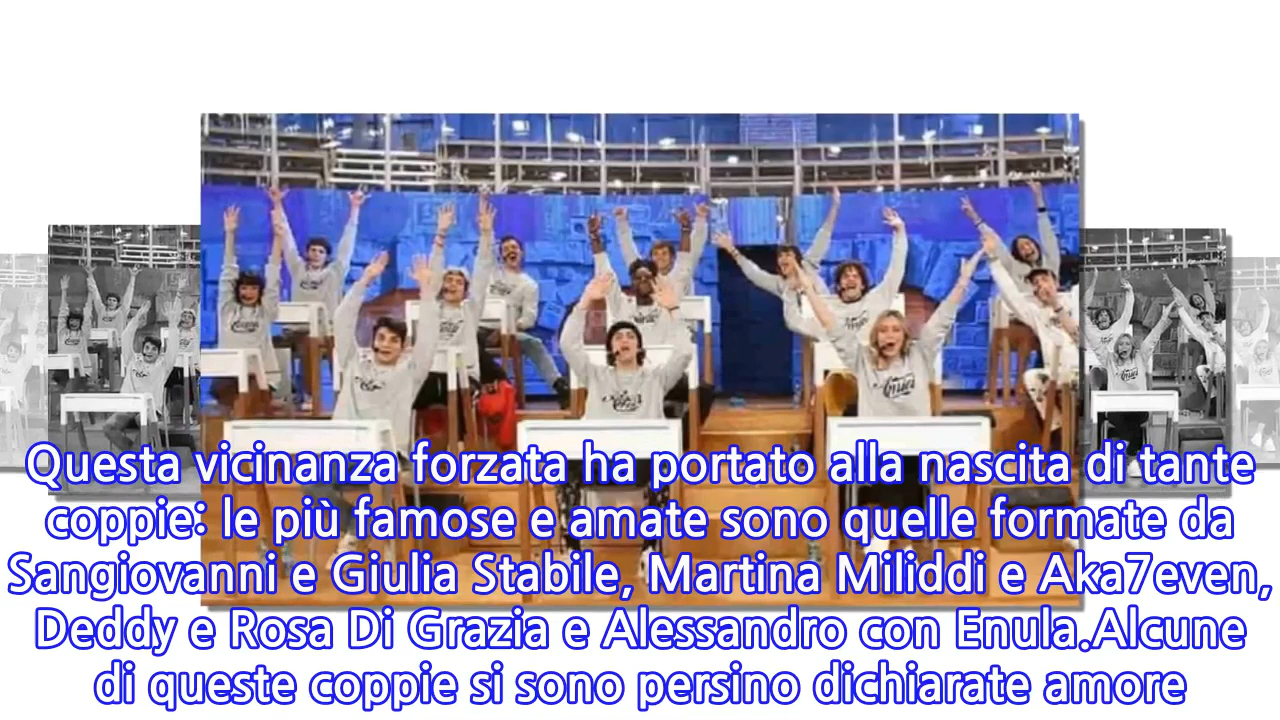 Questa vicinanza forzata ha portato alla nascita di tante
coppie: le più famose e amate sono quelle formate da
Sangiovanni e Giulia Stabile, Martina Miliddi e Aka7even,
Deddy e Rosa Di Grazia e Alessandro con Enula.Alcune
di queste coppie si sono persino dichiarate amore